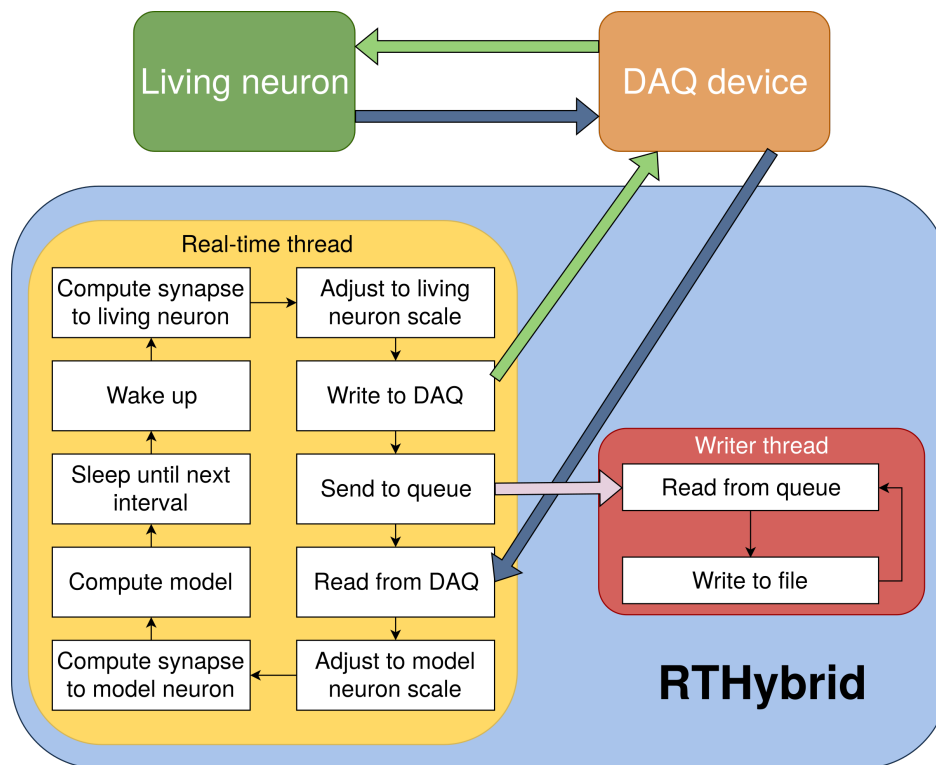 Living neuron
DAQ device
Real-time thread
Compute synapse
to living neuron
Adjust to living
neuron scale
Wake up
Write to DAQ
Sleep until next
interval
Send to queue
Compute model
Read from DAQ
Compute synapse
to model neuron
Adjust to model
neuron scale
Writer thread
Read from queue
Write to file
RTHybrid